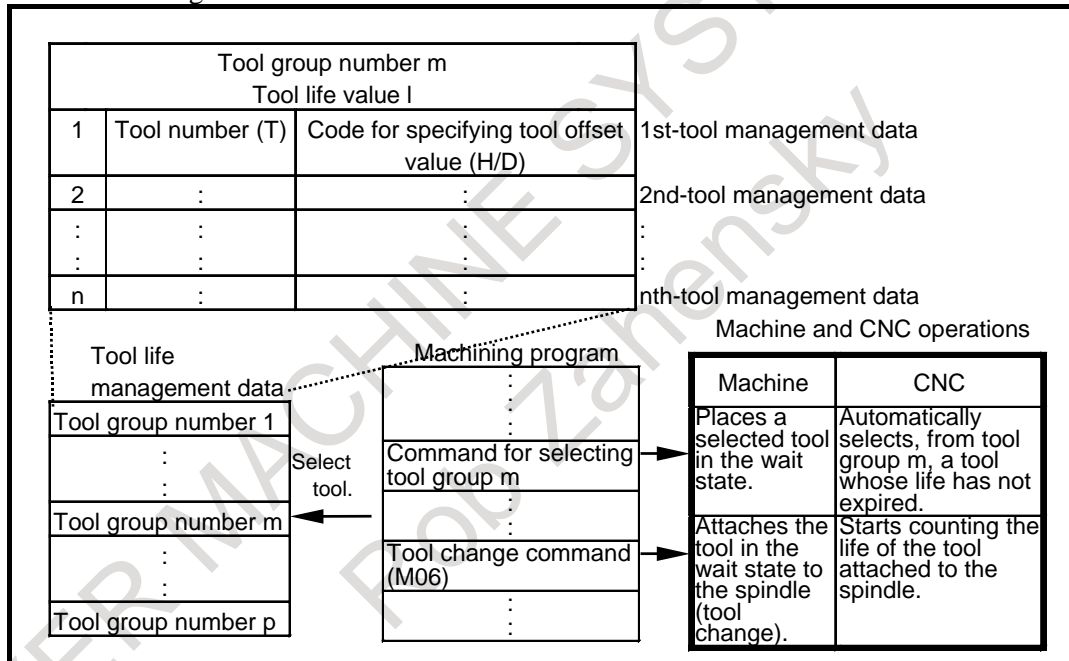 Tool group number m
Tool life value l
1 Tool number (T) Code for specifying tool offset 1st-tool management data
value (H/D)
2 : : 2nd-tool management data
: : : :
: : : :
n : : nth-tool management data
Tool life
management data
Tool group number 1
:
:
Tool group number m
:
:
Tool group number p
Select
tool.
Machining program
:
:
:
Command for selecting
tool group m
:
:
Tool change command
(M06)
:
:
Machine and CNC operations
Machine CNC
Places a
selected tool
in the wait
state.
Automatically
selects, from tool
group m, a tool
whose life has not
expired.
Attaches the
tool in the
wait state to
the spindle
(tool
change).
Starts counting the
life of the tool
attached to the
spindle.
MACHINE
Rob Zahensky